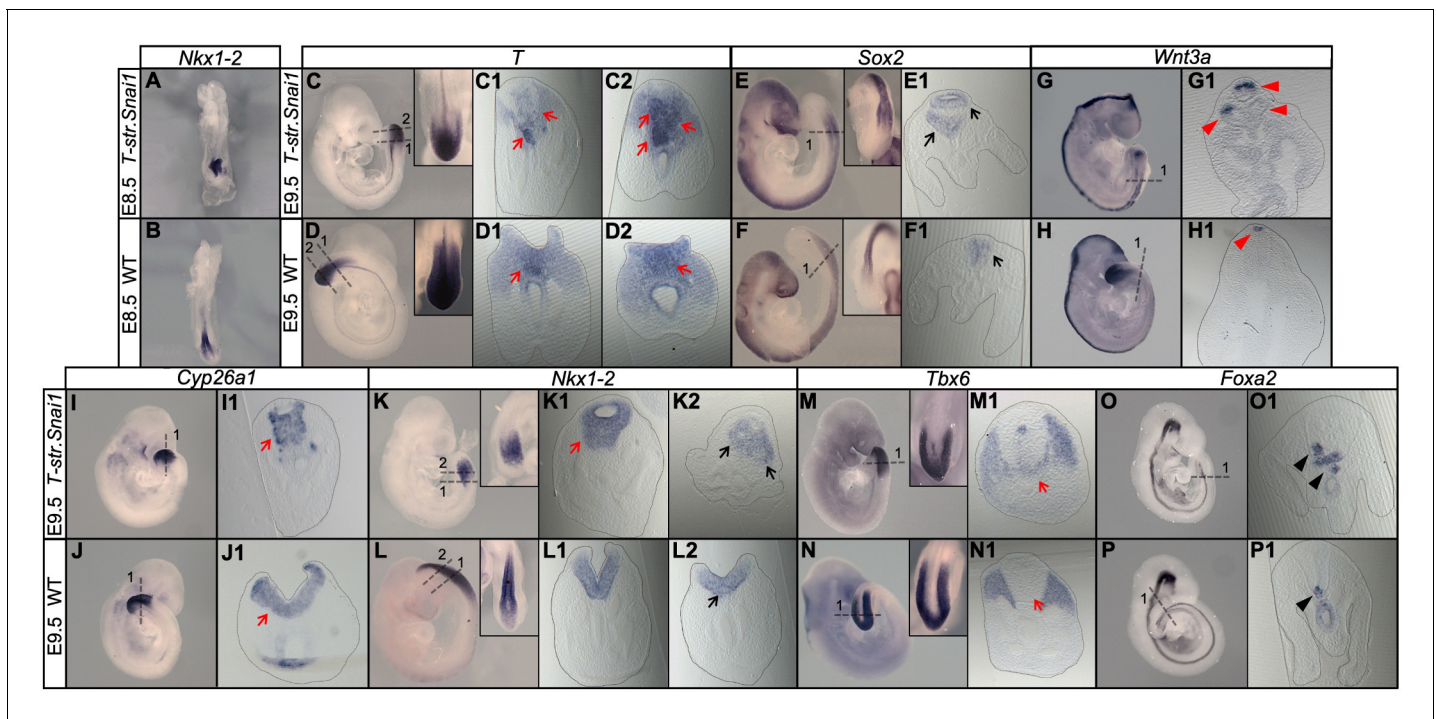 Nkx1-2 T Sox2 Wnt3a
E8.5 T-str.Snai1
E9.5 T-str.Snai1
A C 2 1 C1 C2 E 1 E1 G 1 G1
E8.5 WT
E9.5 WT
B D 1 2 D1 D2 F 1 F1 H 1 H1
Cyp26a1 Nkx1-2 Tbx6 Foxa2
E9.5 T-str.Snai1
I 1 I1 K 2 1 K1 K2 M 1 M1 O 1 O1
E9.5 WT
J 1 J1 L 2 1 L1 L2 N 1 N1 P 1 P1